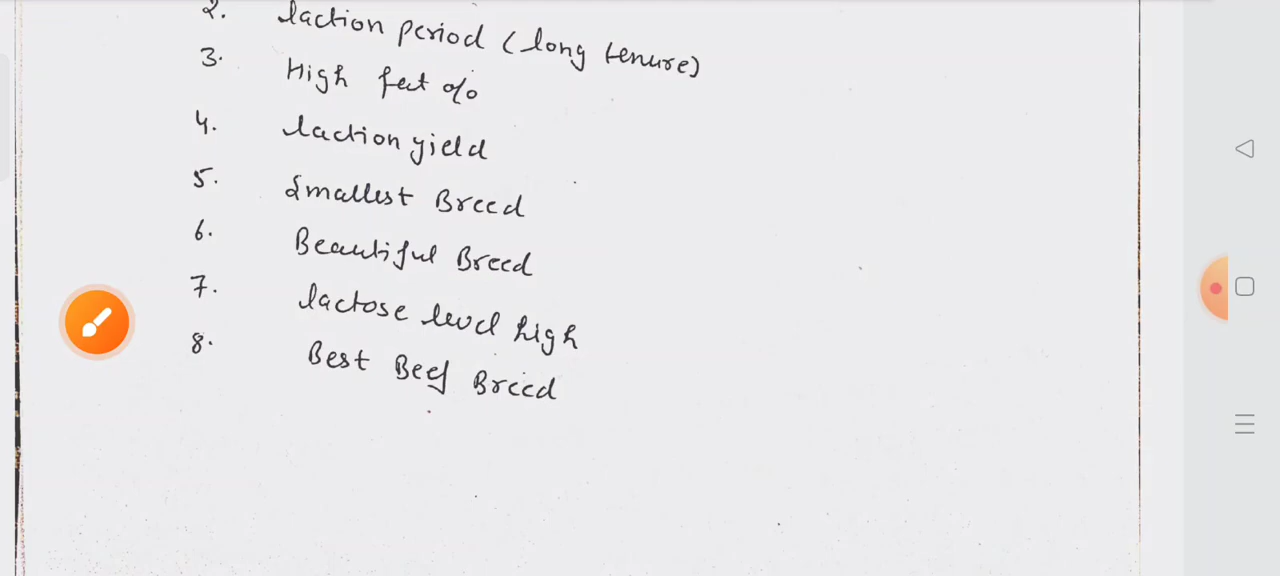 2. laction period (long tenure)
3. High fat %
4. laction yield
5. Smallest Breed
6. Beautiful Breed
7. lactose level high
8. Best Beef Breed